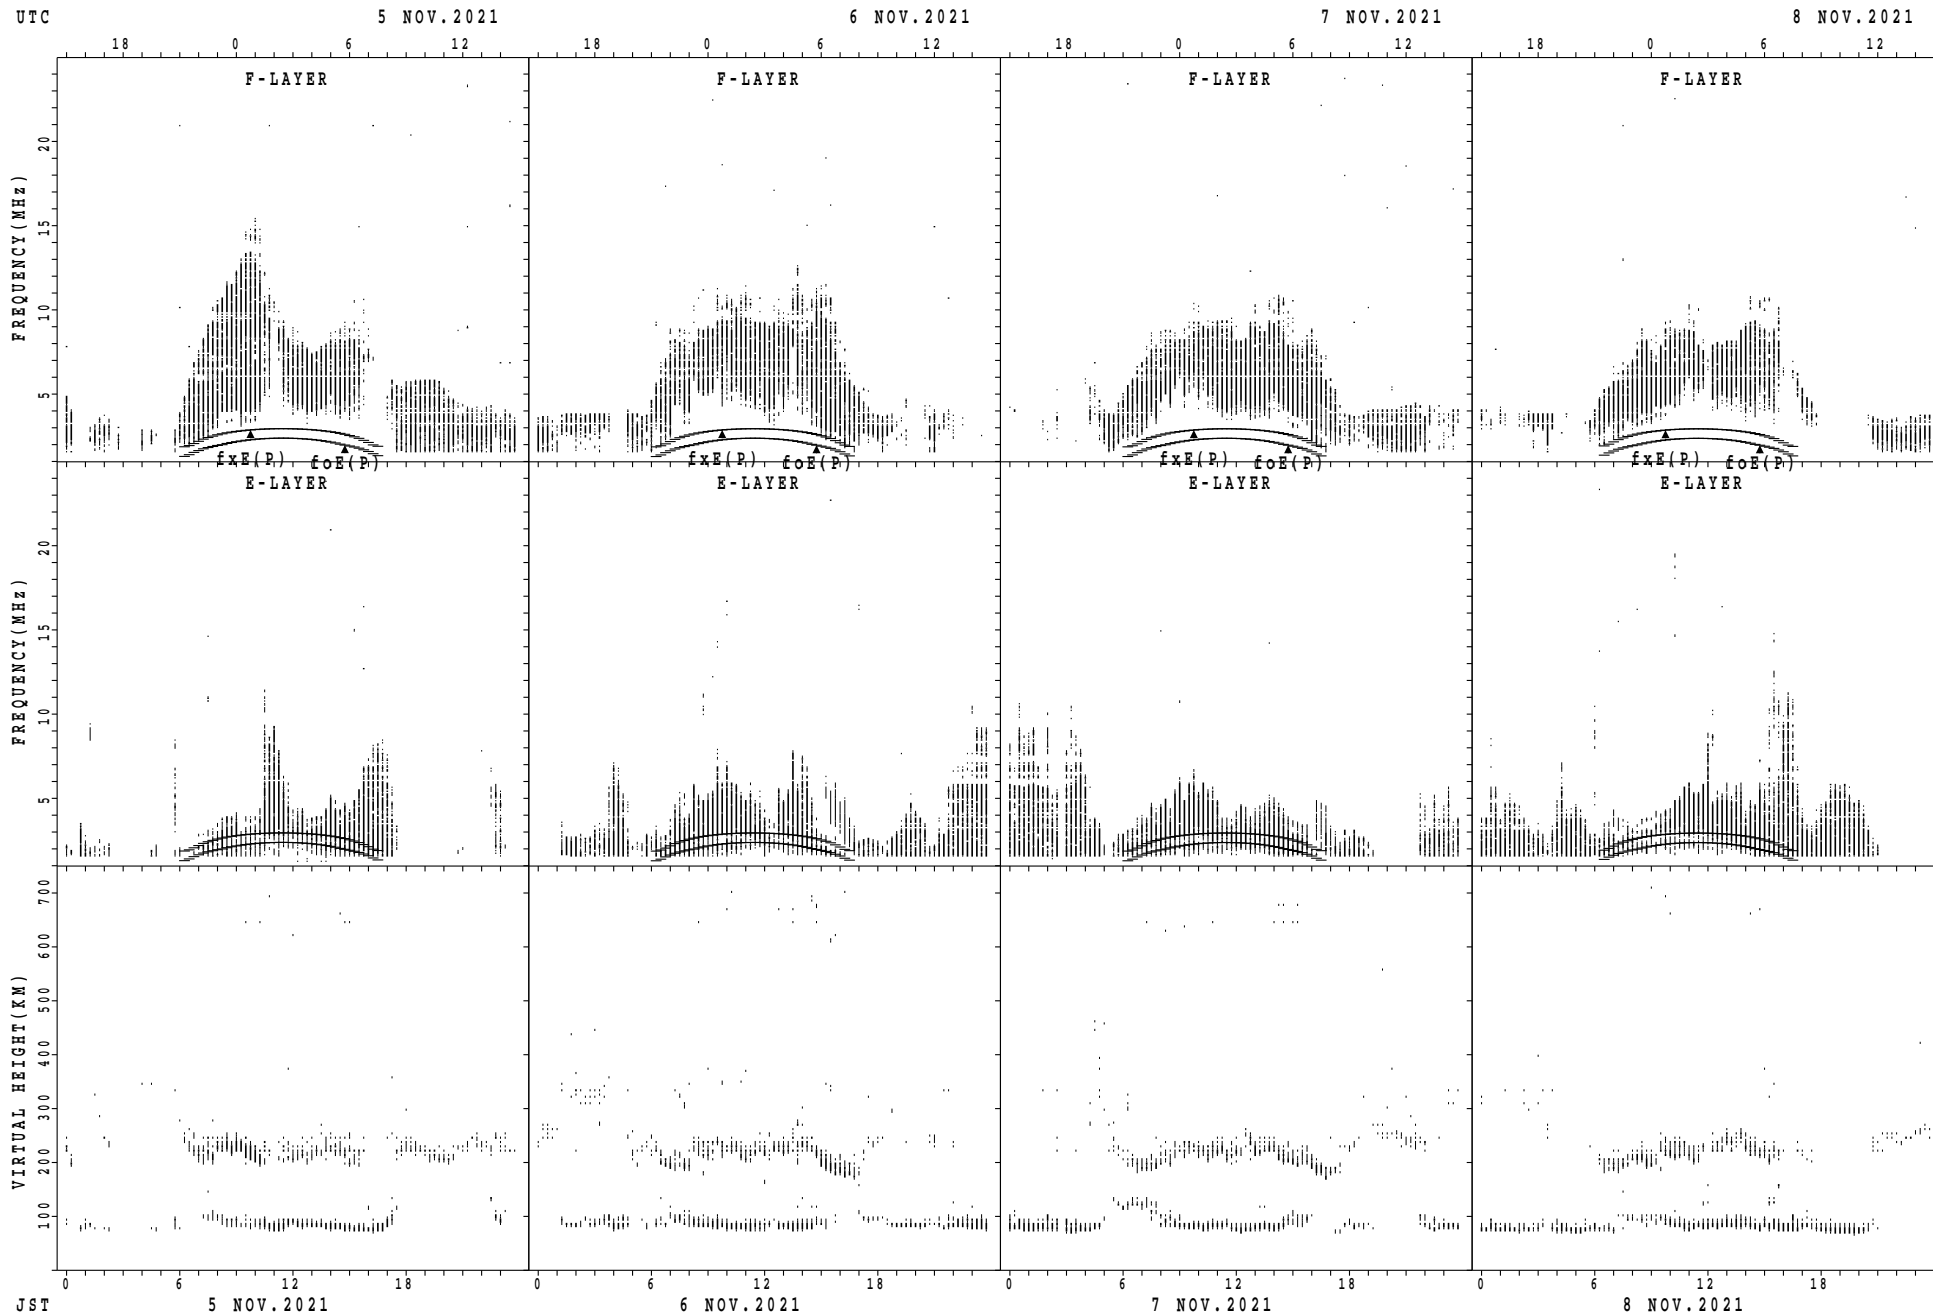 UTC 5 NOV.2021 6 NOV.2021 7 NOV.2021 8 NOV.2021
18 0 6 12 18 0 6 12 18 0 6 12 18 0 6 12
F-LAYER F-LAYER F-LAYER F-LAYER
FREQUENCY(MHz)
20
15
10
5
fxE(P) foE(P) fxE(P) foE(P) fxE(P) foE(P) fxE(P) foE(P)
E-LAYER E-LAYER E-LAYER E-LAYER
FREQUENCY(MHz)
20
15
10
5
VIRTUAL HEIGHT(KM)
700
600
500
400
300
200
100
0 6 12 18 0 6 12 18 0 6 12 18 0 6 12 18
JST 5 NOV.2021 6 NOV.2021 7 NOV.2021 8 NOV.2021